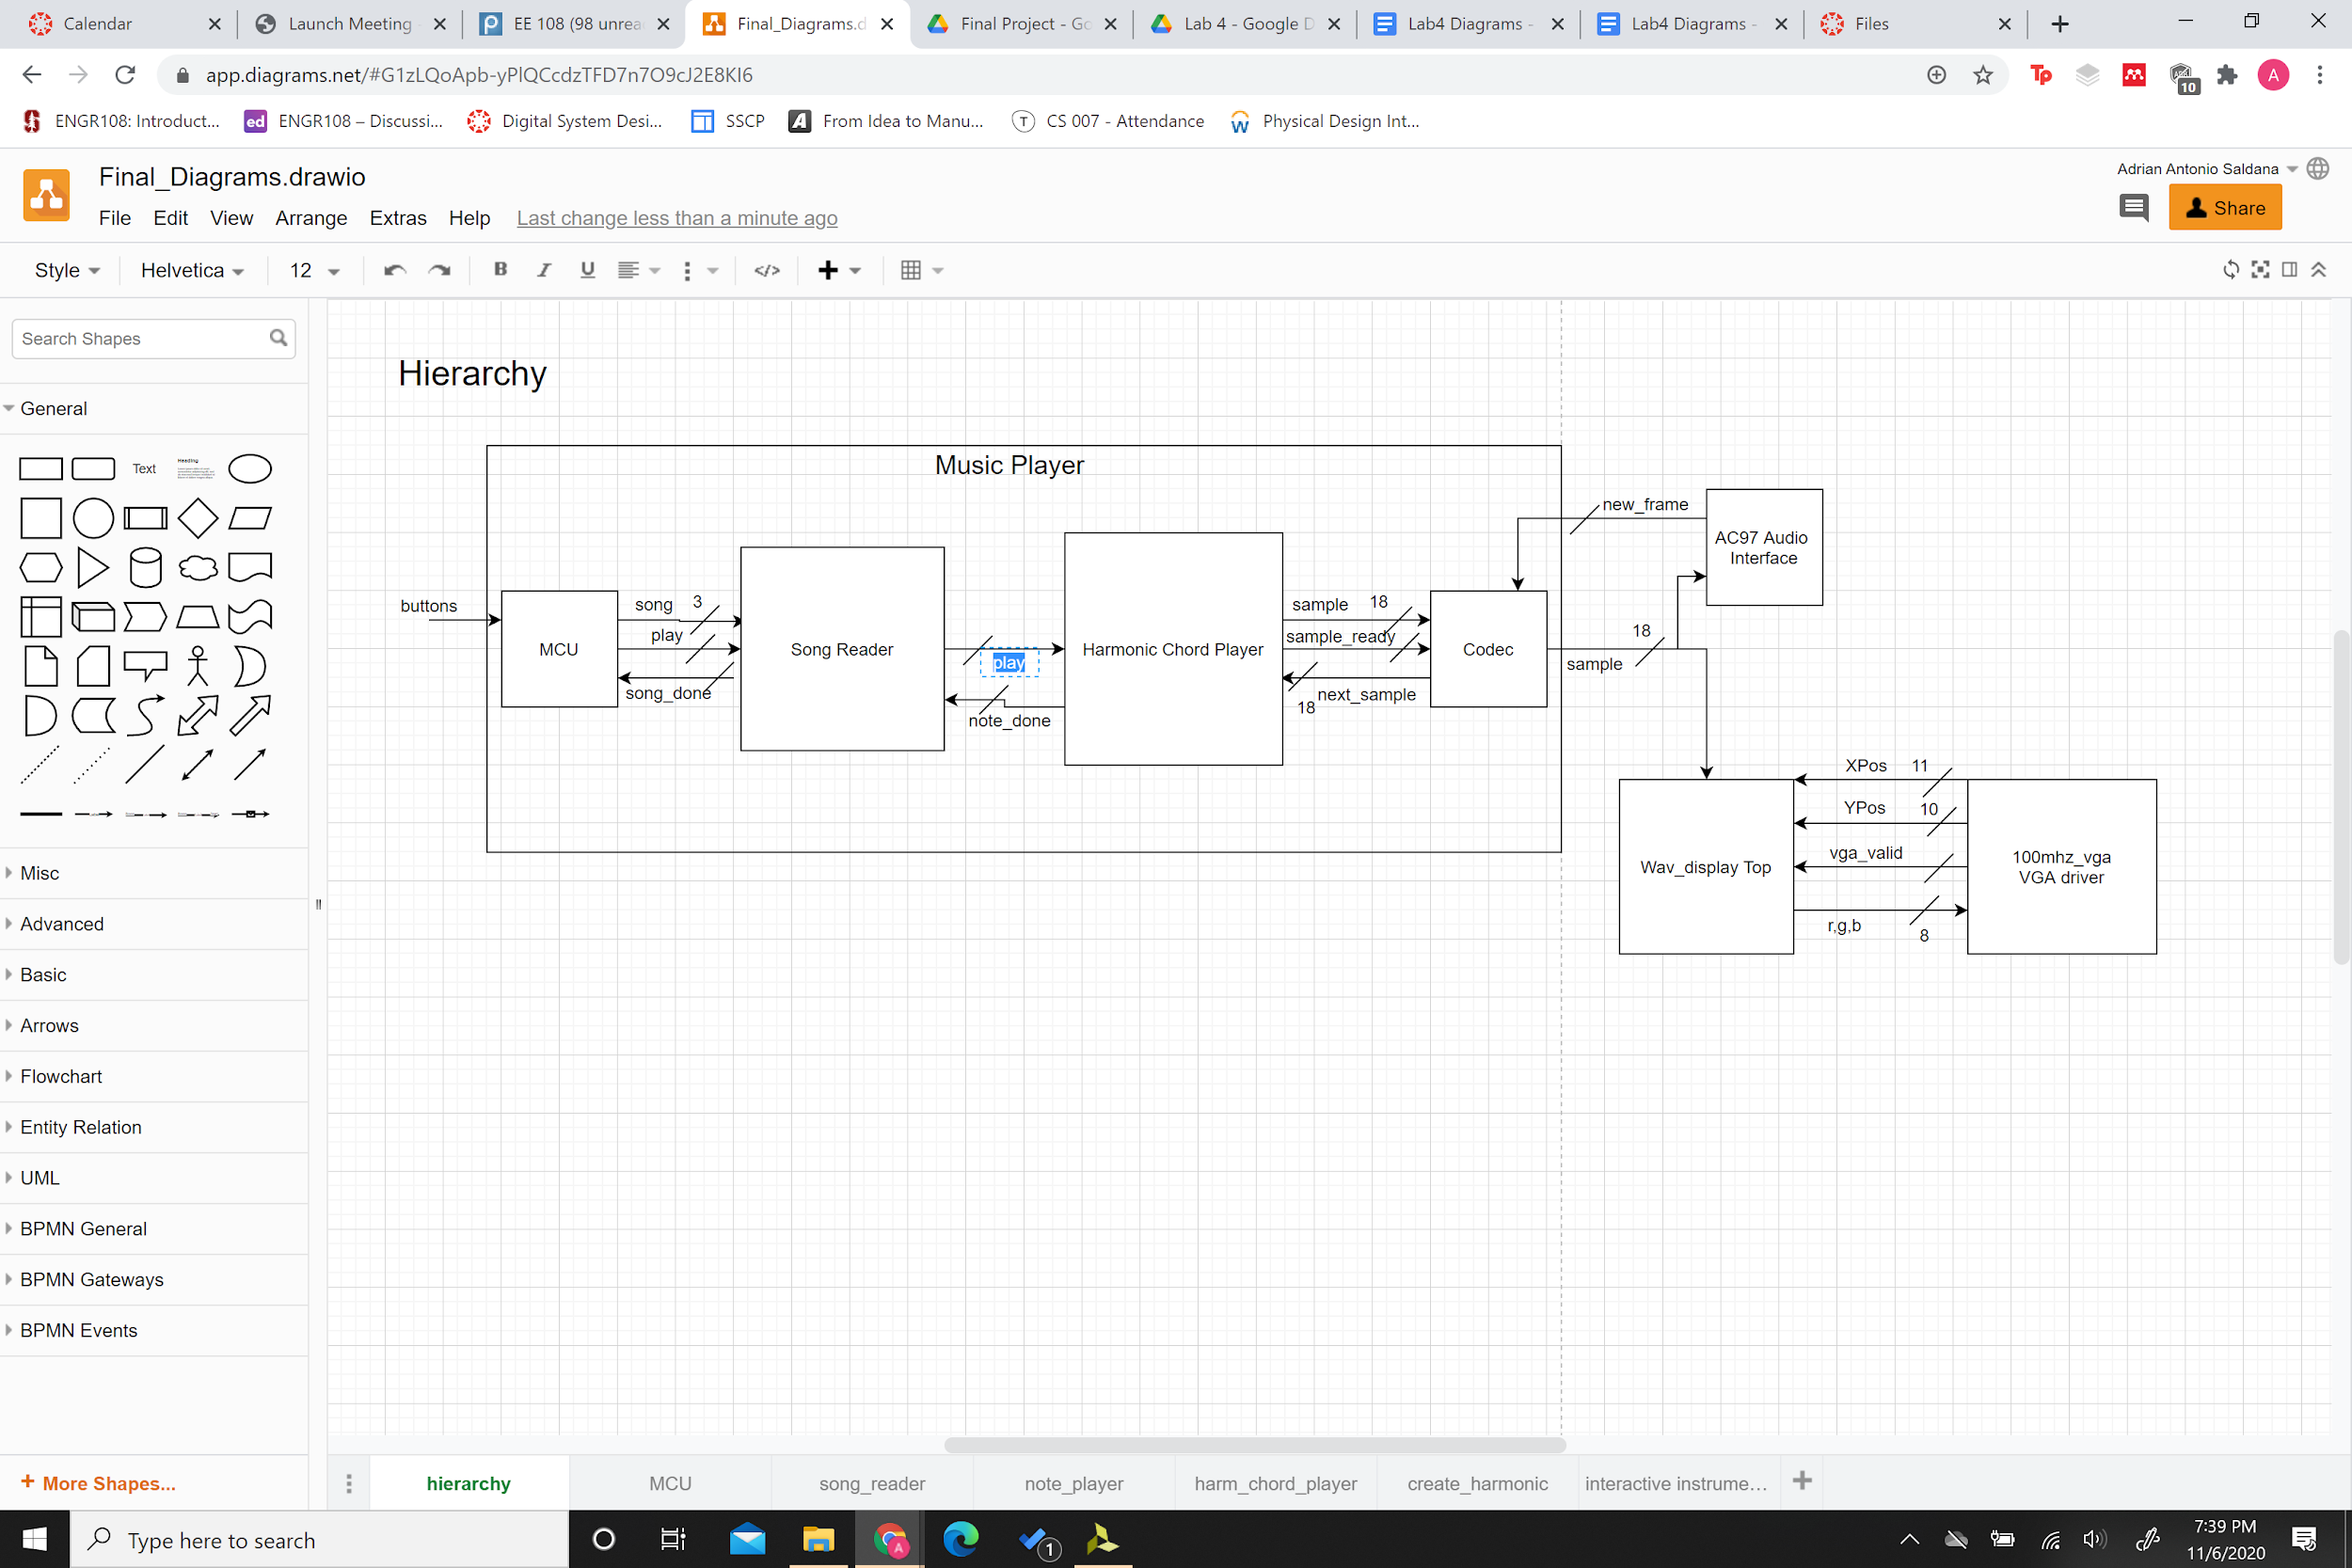 Calendar
Launch Meeting -
EE 108 (98 unrea
Final_Diagrams.d
Final Project - Go
Lab 4 - Google D
Lab4 Diagrams -
Lab4 Diagrams -
Files
app.diagrams.net/#G1zLQoApb-yPlQCcdzTFD7n7O9cJ2E8KI6
Tp
10
A
ENGR108: Introduct...
ed
ENGR108 – Discussi...
Digital System Desi...
SSCP
From Idea to Manu...
CS 007 - Attendance
Physical Design Int...
Final_Diagrams.drawio
Adrian Antonio Saldana
File Edit View Arrange Extras Help Last change less than a minute ago
Share
Style Helvetica 12 B I U
Search Shapes
General
Text
Heading
Misc
Advanced
Basic
Arrows
Flowchart
Entity Relation
UML
BPMN General
BPMN Gateways
BPMN Events
+ More Shapes...
Hierarchy
Music Player
buttons
MCU
song 3
play
song_done
Song Reader
play
note_done
Harmonic Chord Player
sample 18
sample_ready
next_sample
18
Codec
new_frame
AC97 Audio
Interface
18
sample
XPos 11
YPos 10
vga_valid
r,g,b
8
Wav_display Top
100mhz_vga
VGA driver
hierarchy
MCU
song_reader
note_player
harm_chord_player
create_harmonic
interactive instrume...
Type here to search
A
1
7:39 PM
11/6/2020